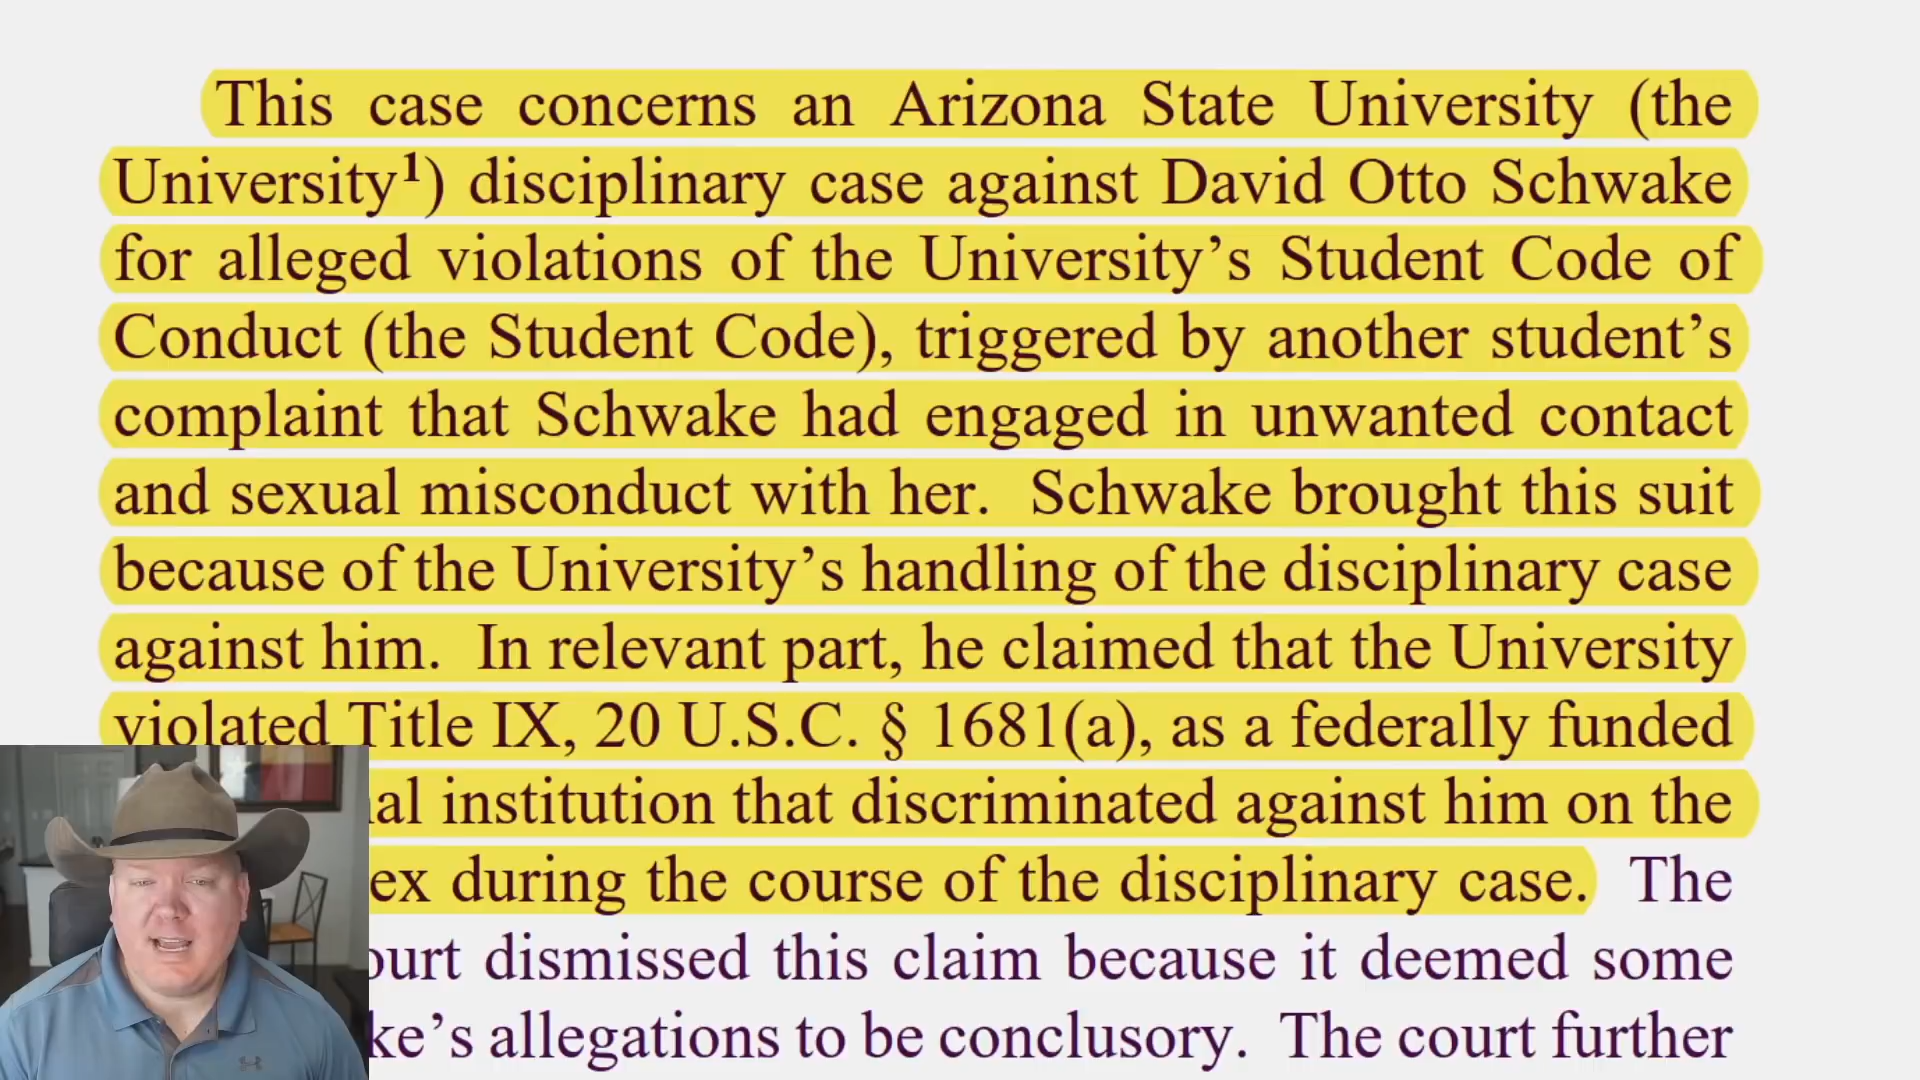 This case concerns an Arizona State University (the
University¹) disciplinary case against David Otto Schwake
for alleged violations of the University’s Student Code of
Conduct (the Student Code), triggered by another student’s
complaint that Schwake had engaged in unwanted contact
and sexual misconduct with her. Schwake brought this suit
because of the University’s handling of the disciplinary case
against him. In relevant part, he claimed that the University
violated Title IX, 20 U.S.C. § 1681(a), as a federally funded
nal institution that discriminated against him on the
ex during the course of the disciplinary case. The
ourt dismissed this claim because it deemed some
ke’s allegations to be conclusory. The court further